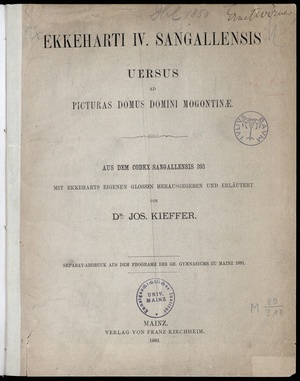 EKKEHARTI IV. SANGALLENSIS
UERSUS
AD
PICTURAS DOMUS DOMINI MOGONTINÆ.
AUS DEM CODEX SANGALLENSIS 393
MIT EKKEHARTS EIGENEN GLOSSEN HERAUSGEGEBEN UND ERLÄUTERT
VON
DR. JOS. KIEFFER.
SEPARAT-ABDRUCK AUS DEM PROGRAMM DES GR. GYMNASIUMS ZU MAINZ 1881.
UNIV.
MAINZ
MAINZ.
VERLAG VON FRANZ KIRCHHEIM.
1881.